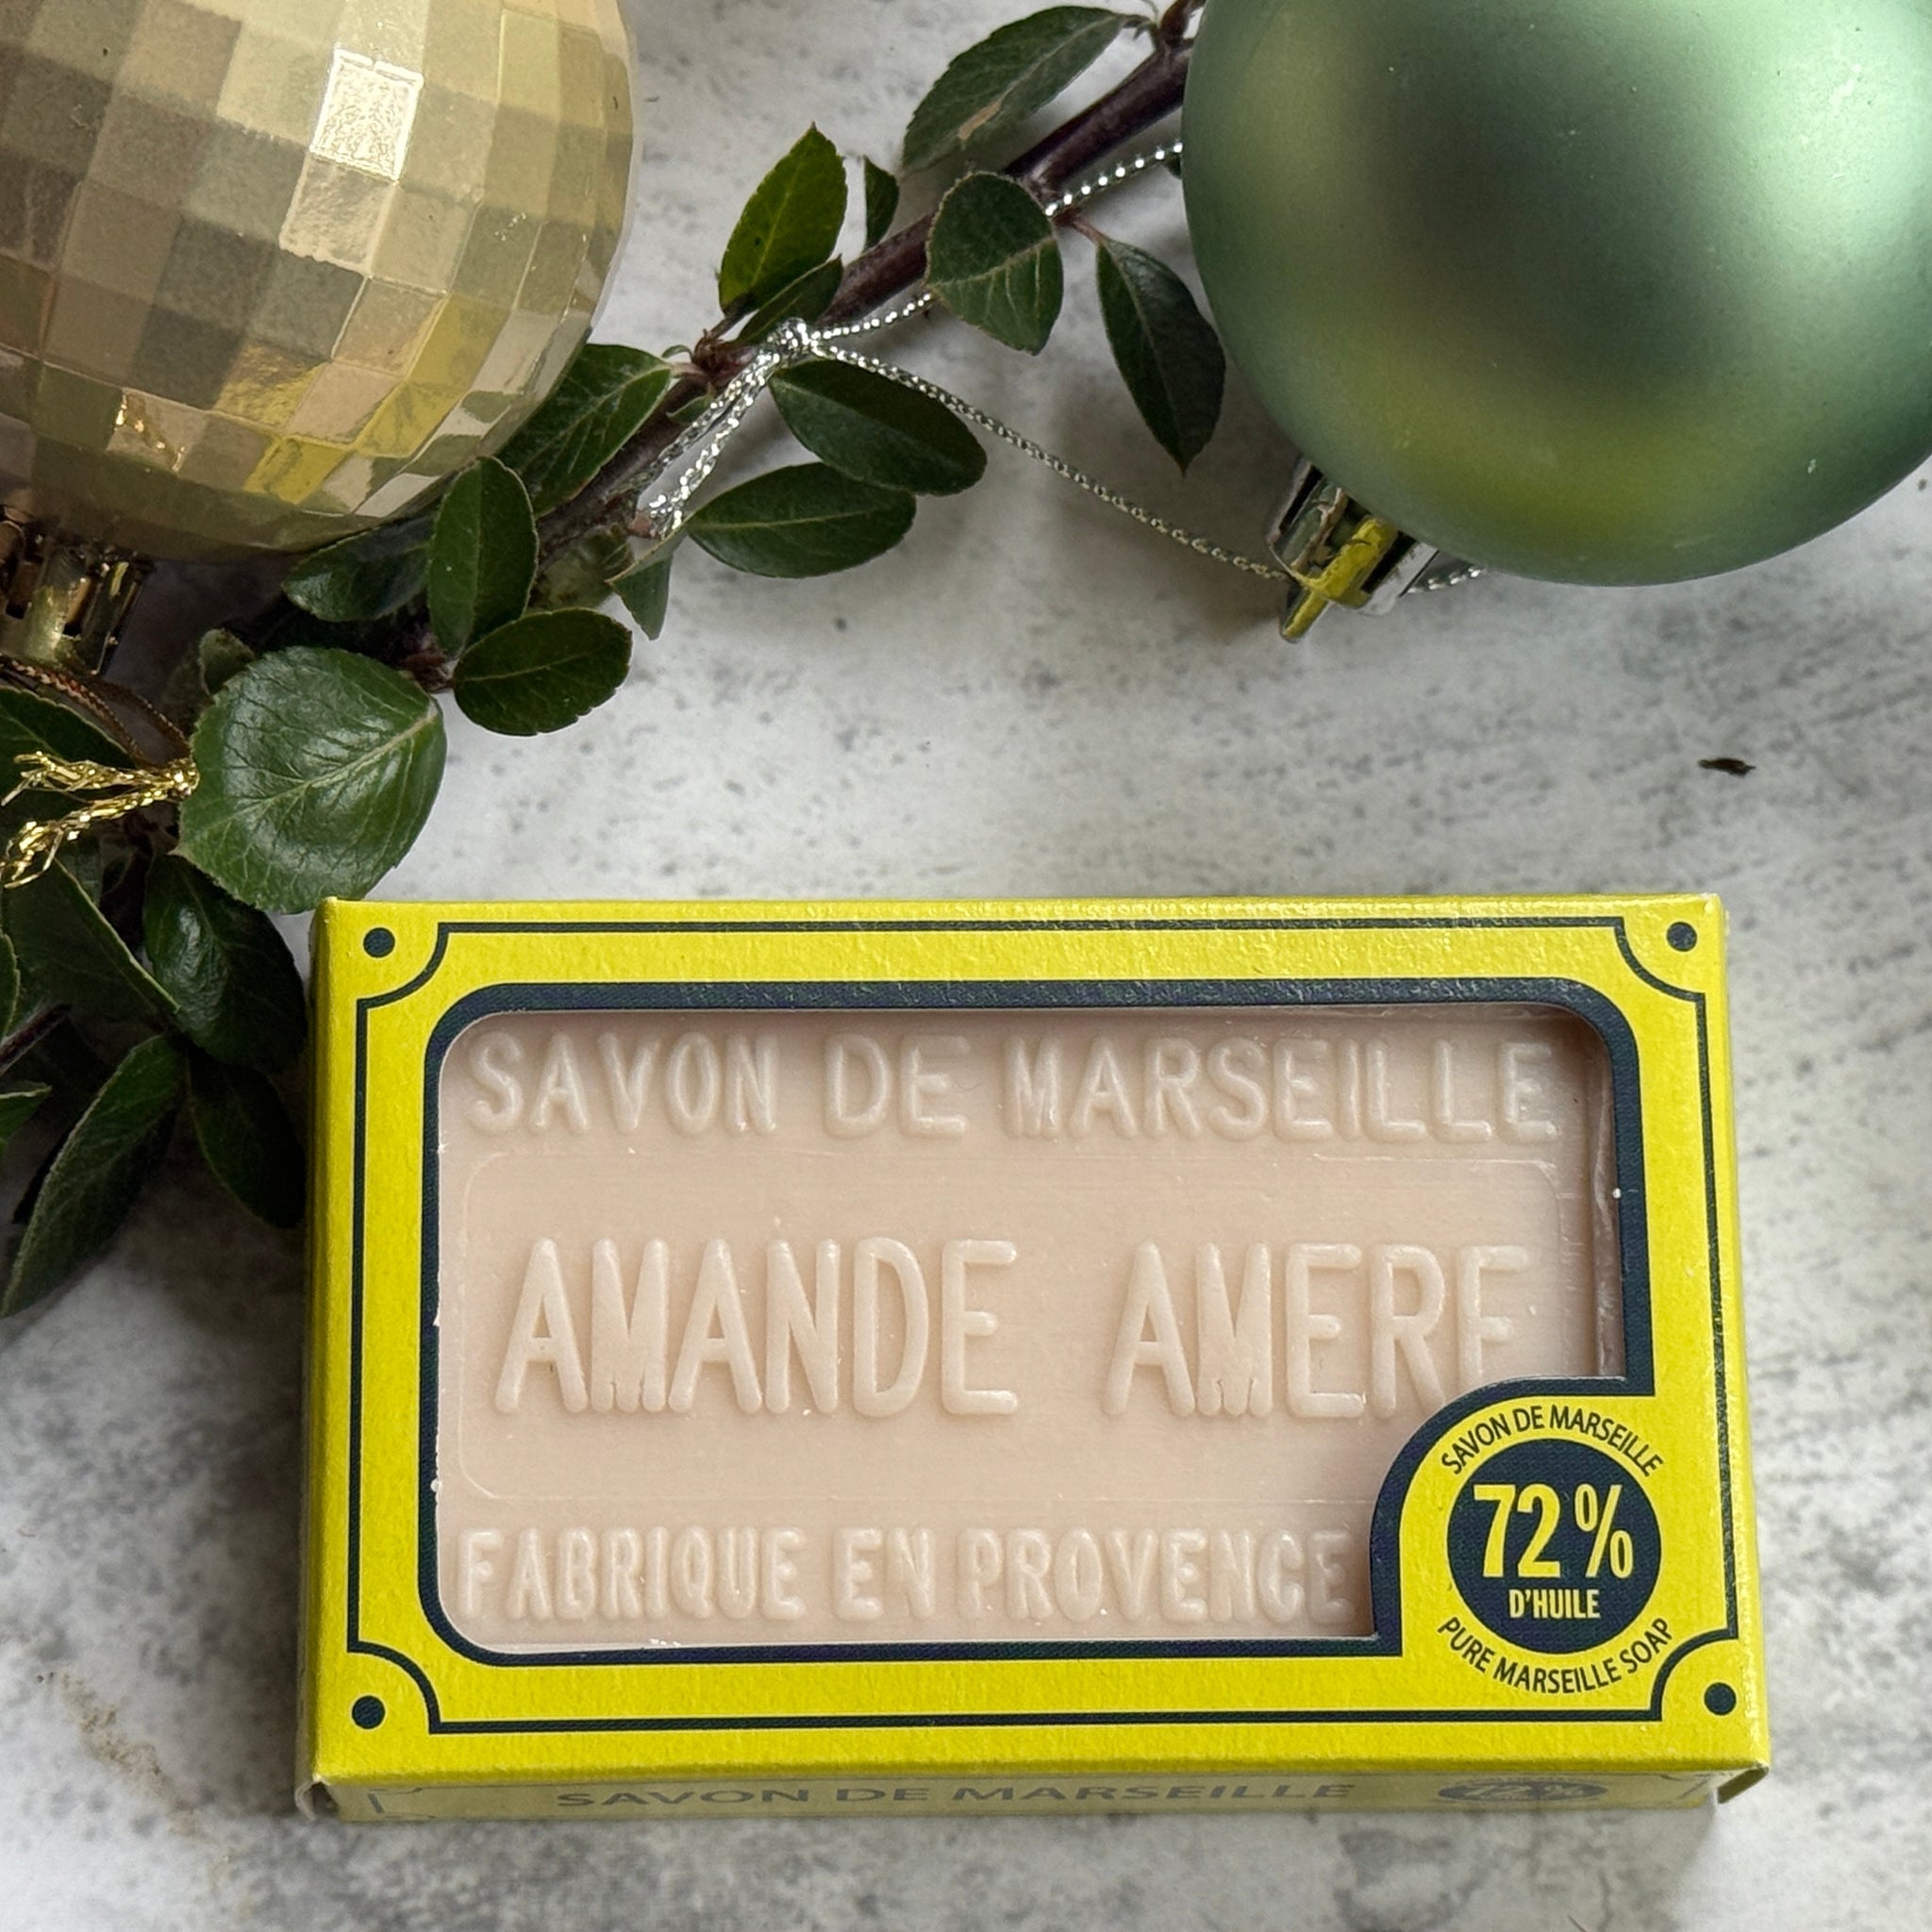 SAVON DE MARSEILLE
AMANDE AMERE
FABRIQUE EN PROVENCE
SAVON DE MARSEILLE
72%
D'HUILE
PURE MARSEILLE SOAP
SAVON DE MARSEILLE
72%